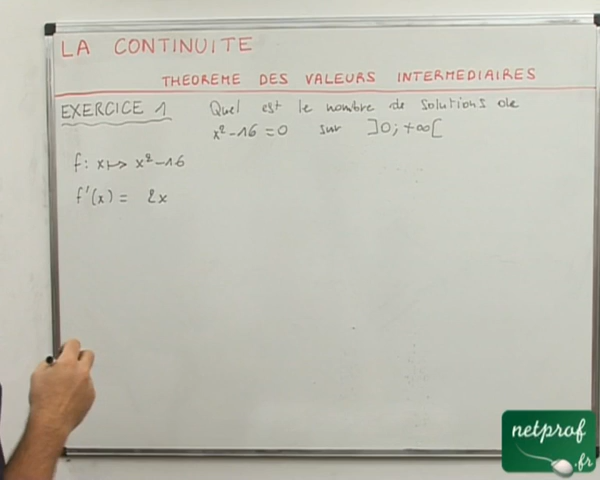 LA CONTINUITE
THEOREME DES VALEURS INTERMEDIAIRES
EXERCICE 1 Quel est le nombre de solutions de
x²-16 = 0 sur ]0; +∞[
f: x ↦ x²-16
f'(x) = 2x
netprof
.fr